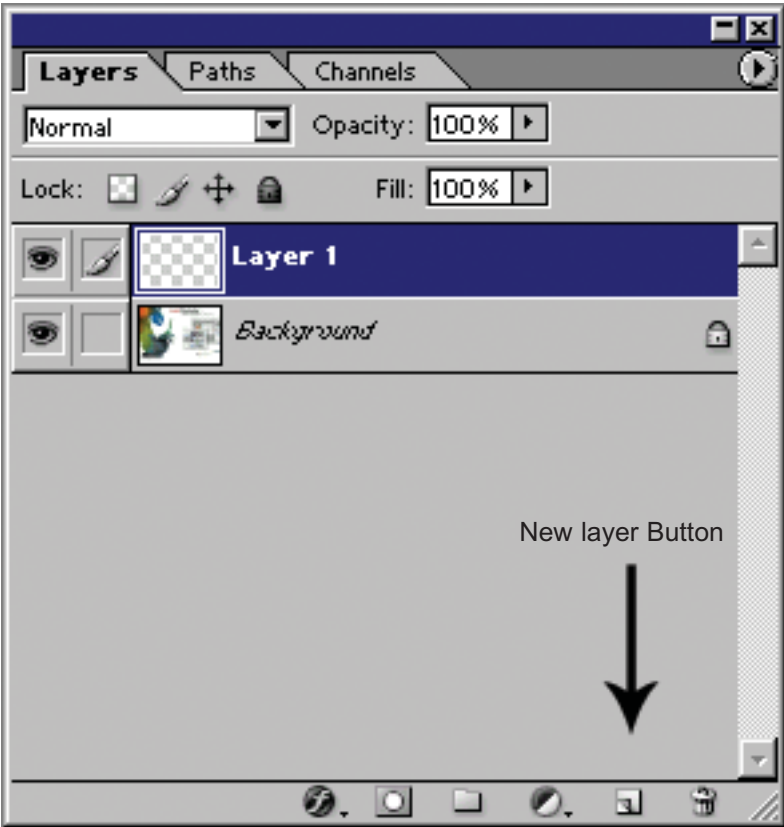 Layers Paths Channels
Normal Opacity: 100%
Lock: Fill: 100%
Layer 1
Background
New layer Button